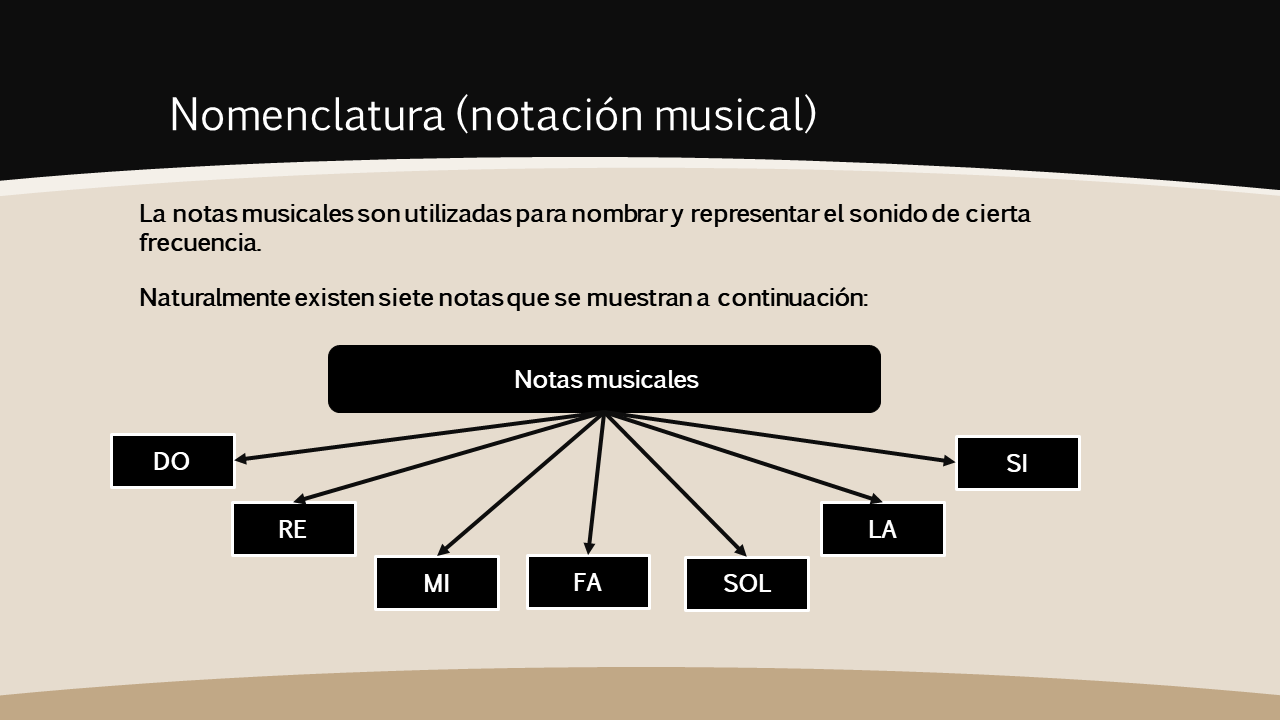 Nomenclatura (notación musical)
La notas musicales son utilizadas para nombrar y representar el sonido de cierta
frecuencia.
Naturalmente existen siete notas que se muestran a continuación:
Notas musicales
DO
RE
MI
FA
SOL
LA
SI